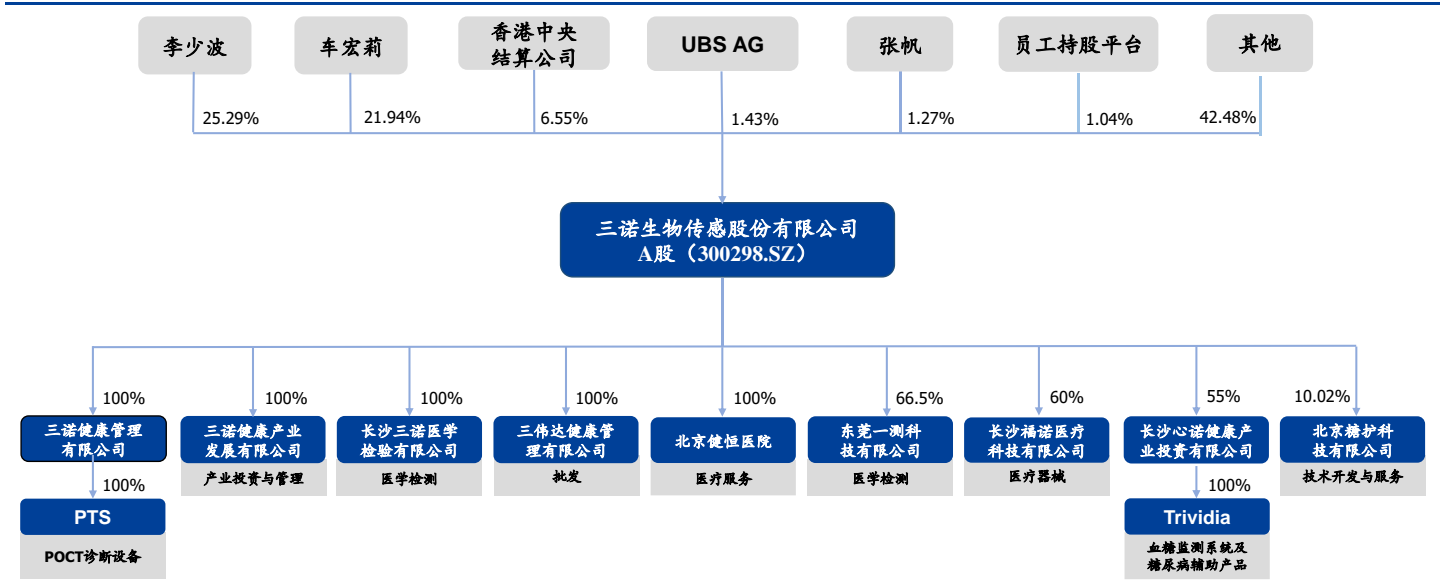 李少波
车宏莉
香港中央
结算公司
UBS AG
张帆
员工持股平台
其他
25.29%
21.94%
6.55%
1.43%
1.27%
1.04%
42.48%
三诺生物传感股份有限公司
A股（300298.SZ）
100%
100%
100%
100%
100%
66.5%
60%
55%
10.02%
三诺健康管理
有限公司
三诺健康产业
发展有限公司
产业投资与管理
长沙三诺医学
检验有限公司
医学检测
三伟达健康管
理有限公司
批发
北京健恒医院
医疗服务
东莞一测科
技有限公司
医学检测
长沙福诺医疗
科技有限公司
医疗器械
长沙心诺健康产
业投资有限公司
北京糖护科
技有限公司
技术开发与服务
100%
PTS
POCT诊断设备
100%
Trividia
血糖监测系统及
糖尿病辅助产品